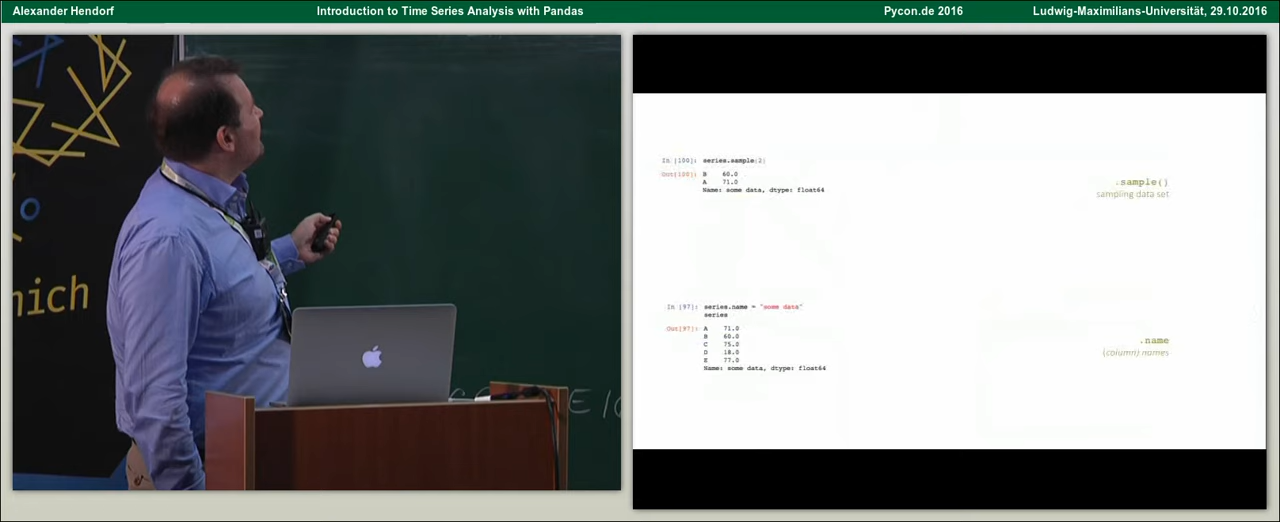 Alexander Hendorf
Introduction to Time Series Analysis with Pandas
Pycon.de 2016
Ludwig-Maximilians-Universität, 29.10.2016
nich
In [100]: series.sample(2)
Out[100]: B 60.0
A 71.0
Name: some data, dtype: float64
.sample()
sampling data set
In [97]: series.name = "some data"
series
Out[97]: A 71.0
B 60.0
C 75.0
D 18.0
E 77.0
Name: some data, dtype: float64
.name
(column) names